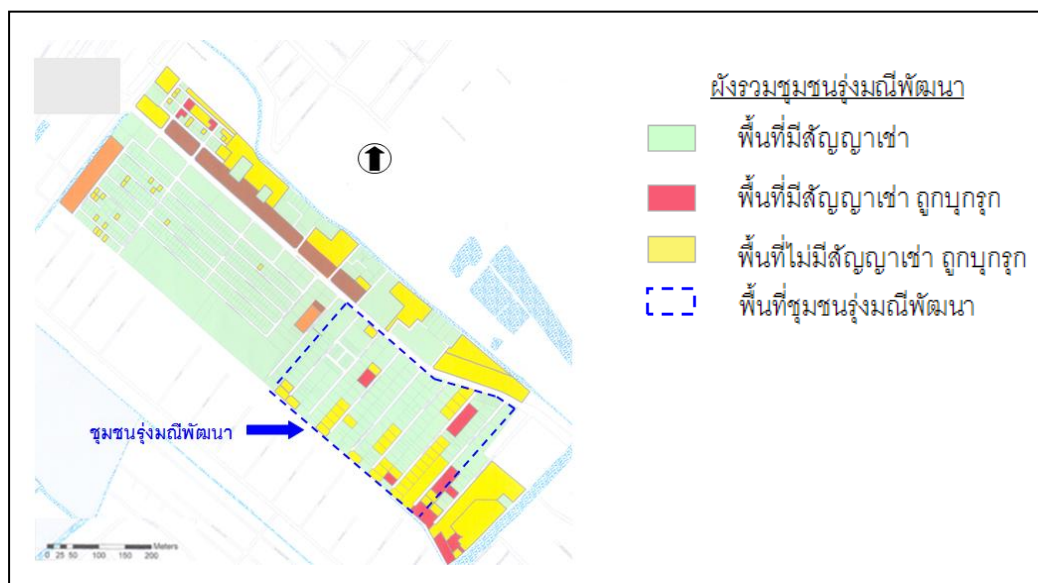 ผังรวมชุมชนรุ่งมณีพัฒนา
พื้นที่มีสัญญาเช่า
พื้นที่มีสัญญาเช่า ถูกบุกรุก
พื้นที่ไม่มีสัญญาเช่า ถูกบุกรุก
พื้นที่ชุมชนรุ่งมณีพัฒนา
ชุมชนรุ่งมณีพัฒนา
Meters
0 25 50 100 150 200